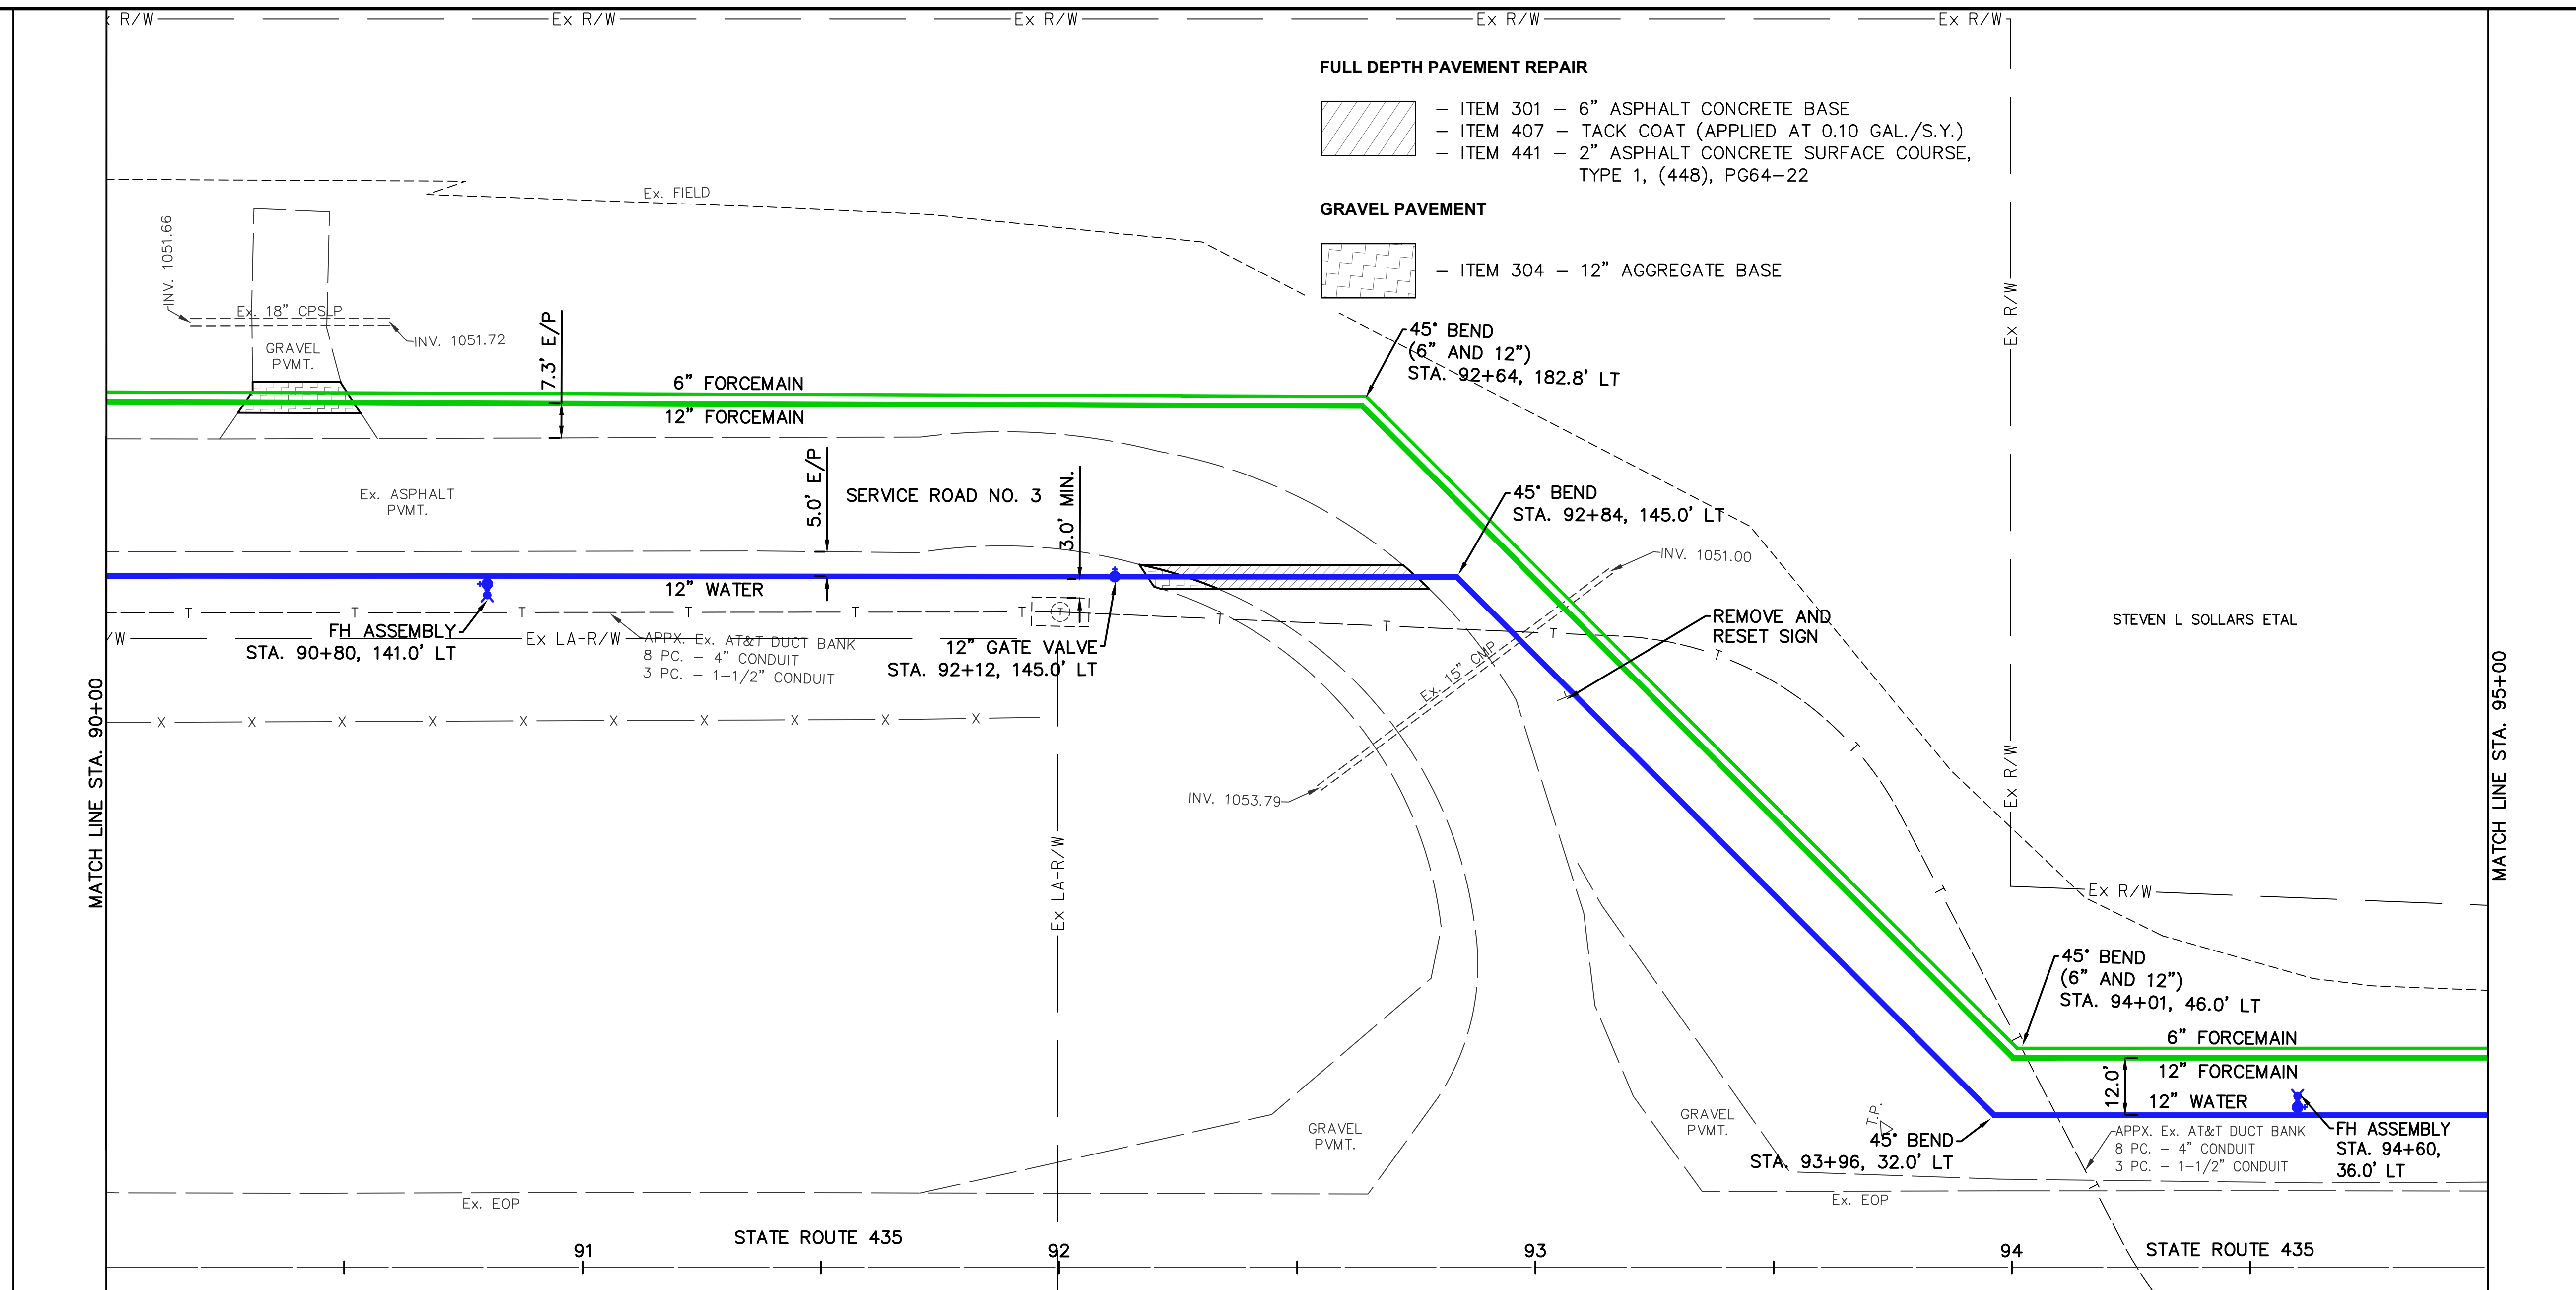 R/W
Ex R/W
Ex R/W
Ex R/W
Ex R/W
FULL DEPTH PAVEMENT REPAIR
– ITEM 301 – 6" ASPHALT CONCRETE BASE
– ITEM 407 – TACK COAT (APPLIED AT 0.10 GAL./S.Y.)
– ITEM 441 – 2" ASPHALT CONCRETE SURFACE COURSE,
TYPE 1, (448), PG64–22
GRAVEL PAVEMENT
– ITEM 304 – 12" AGGREGATE BASE
Ex. FIELD
INV. 1051.66
Ex. 18" CPSLP
INV. 1051.72
GRAVEL
PVMT.
7.3' E/P
6" FORCEMAIN
12" FORCEMAIN
45° BEND
(6" AND 12")
STA. 92+64, 182.8' LT
Ex R/W
Ex. ASPHALT
PVMT.
5.0' E/P
SERVICE ROAD NO. 3
3.0' MIN.
45° BEND
STA. 92+84, 145.0' LT
INV. 1051.00
12" WATER
T T T T T T T T T T T T T T
FH ASSEMBLY
STA. 90+80, 141.0' LT
/W
Ex LA-R/W
APPX. Ex. AT&T DUCT BANK
8 PC. – 4" CONDUIT
3 PC. – 1-1/2" CONDUIT
12" GATE VALVE
STA. 92+12, 145.0' LT
REMOVE AND
RESET SIGN
STEVEN L SOLLARS ETAL
Ex. 15" CMP
X X X X X X X X X X
MATCH LINE STA. 90+00
MATCH LINE STA. 95+00
INV. 1053.79
Ex R/W
Ex LA-R/W
Ex R/W
45° BEND
(6" AND 12")
STA. 94+01, 46.0' LT
6" FORCEMAIN
12" FORCEMAIN
12.0'
12" WATER
GRAVEL
PVMT.
GRAVEL
PVMT.
T.P.
45° BEND
STA. 93+96, 32.0' LT
APPX. Ex. AT&T DUCT BANK
8 PC. – 4" CONDUIT
3 PC. – 1-1/2" CONDUIT
FH ASSEMBLY
STA. 94+60,
36.0' LT
Ex. EOP
Ex. EOP
STATE ROUTE 435
STATE ROUTE 435
91
92
93
94